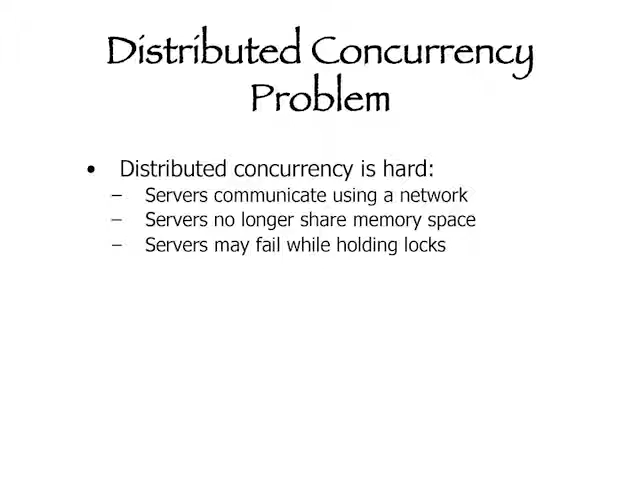 Distributed Concurrency
Problem
• Distributed concurrency is hard:
– Servers communicate using a network
– Servers no longer share memory space
– Servers may fail while holding locks